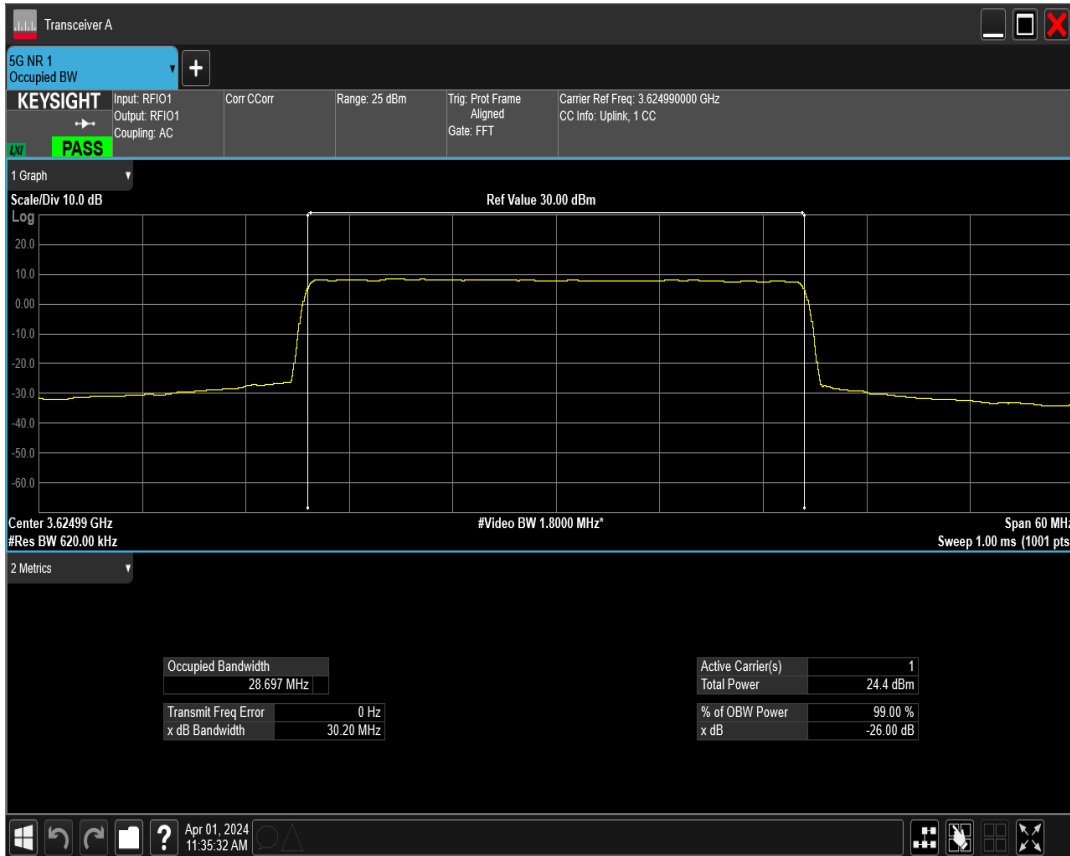 Transceiver A
5G NR 1
Occupied BW
KEYSIGHT
Input: RFIO1
Output: RFIO1
Coupling: AC
Corr CCorr
Range: 25 dBm
Trig: Prot Frame
Aligned
Gate: FFT
Carrier Ref Freq: 3.624990000 GHz
CC Info: Uplink, 1 CC
LXI
PASS
1 Graph
Scale/Div 10.0 dB
Ref Value 30.00 dBm
Log
20.0
10.0
0.00
-10.0
-20.0
-30.0
-40.0
-50.0
-60.0
Center 3.62499 GHz
#Video BW 1.8000 MHz*
Span 60 MHz
#Res BW 620.00 kHz
Sweep 1.00 ms (1001 pts
2 Metrics
Occupied Bandwidth
28.697 MHz
Transmit Freq Error 0 Hz
x dB Bandwidth 30.20 MHz
Active Carrier(s) 1
Total Power 24.4 dBm
% of OBW Power 99.00 %
x dB -26.00 dB
?
Apr 01, 2024
11:35:32 AM